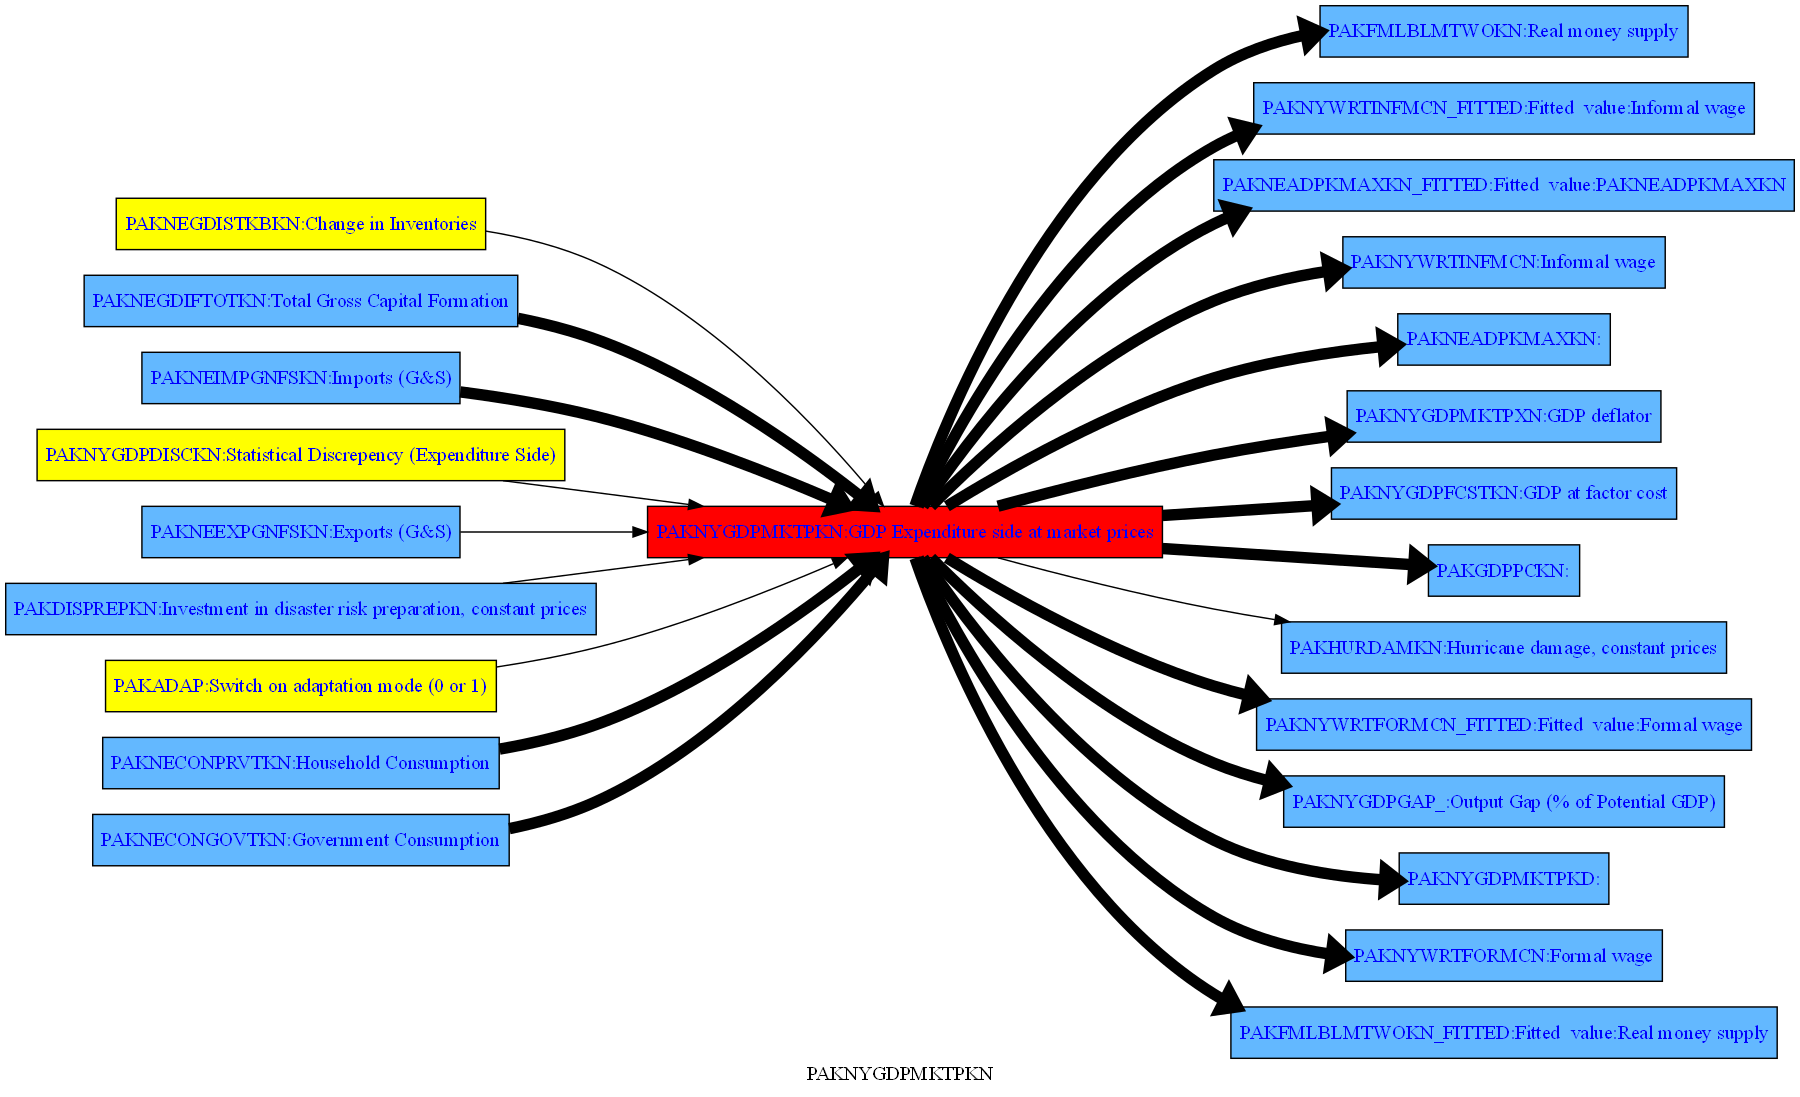 PAKNEGDISTKBKN:Change in Inventories
PAKNEGDIFTOTKN:Total Gross Capital Formation
PAKNEIMPGNFSKN:Imports (G&S)
PAKNYGDPDISCKN:Statistical Discrepency (Expenditure Side)
PAKNEEXPGNFSKN:Exports (G&S)
PAKDISPREPKN:Investment in disaster risk preparation, constant prices
PAKADAP:Switch on adaptation mode (0 or 1)
PAKNECONPRVTKN:Household Consumption
PAKNECONGOVTKN:Government Consumption
PAKNYGDPMKTPKN:GDP Expenditure side at market prices
PAKFMLBLMTWOKN:Real money supply
PAKNYWRTINFMCN_FITTED:Fitted  value:Informal wage
PAKNEADPKMAXKN_FITTED:Fitted  value:PAKNEADPKMAXKN
PAKNYWRTINFMCN:Informal wage
PAKNEADPKMAXKN:
PAKNYGDPMKTPXN:GDP deflator
PAKNYGDPFCSTKN:GDP at factor cost
PAKGDPPCKN:
PAKHURDAMKN:Hurricane damage, constant prices
PAKNYWRTFORMCN_FITTED:Fitted  value:Formal wage
PAKNYGDPGAP_:Output Gap (% of Potential GDP)
PAKNYGDPMKTPKD:
PAKNYWRTFORMCN:Formal wage
PAKFMLBLMTWOKN_FITTED:Fitted  value:Real money supply
PAKNYGDPMKTPKN